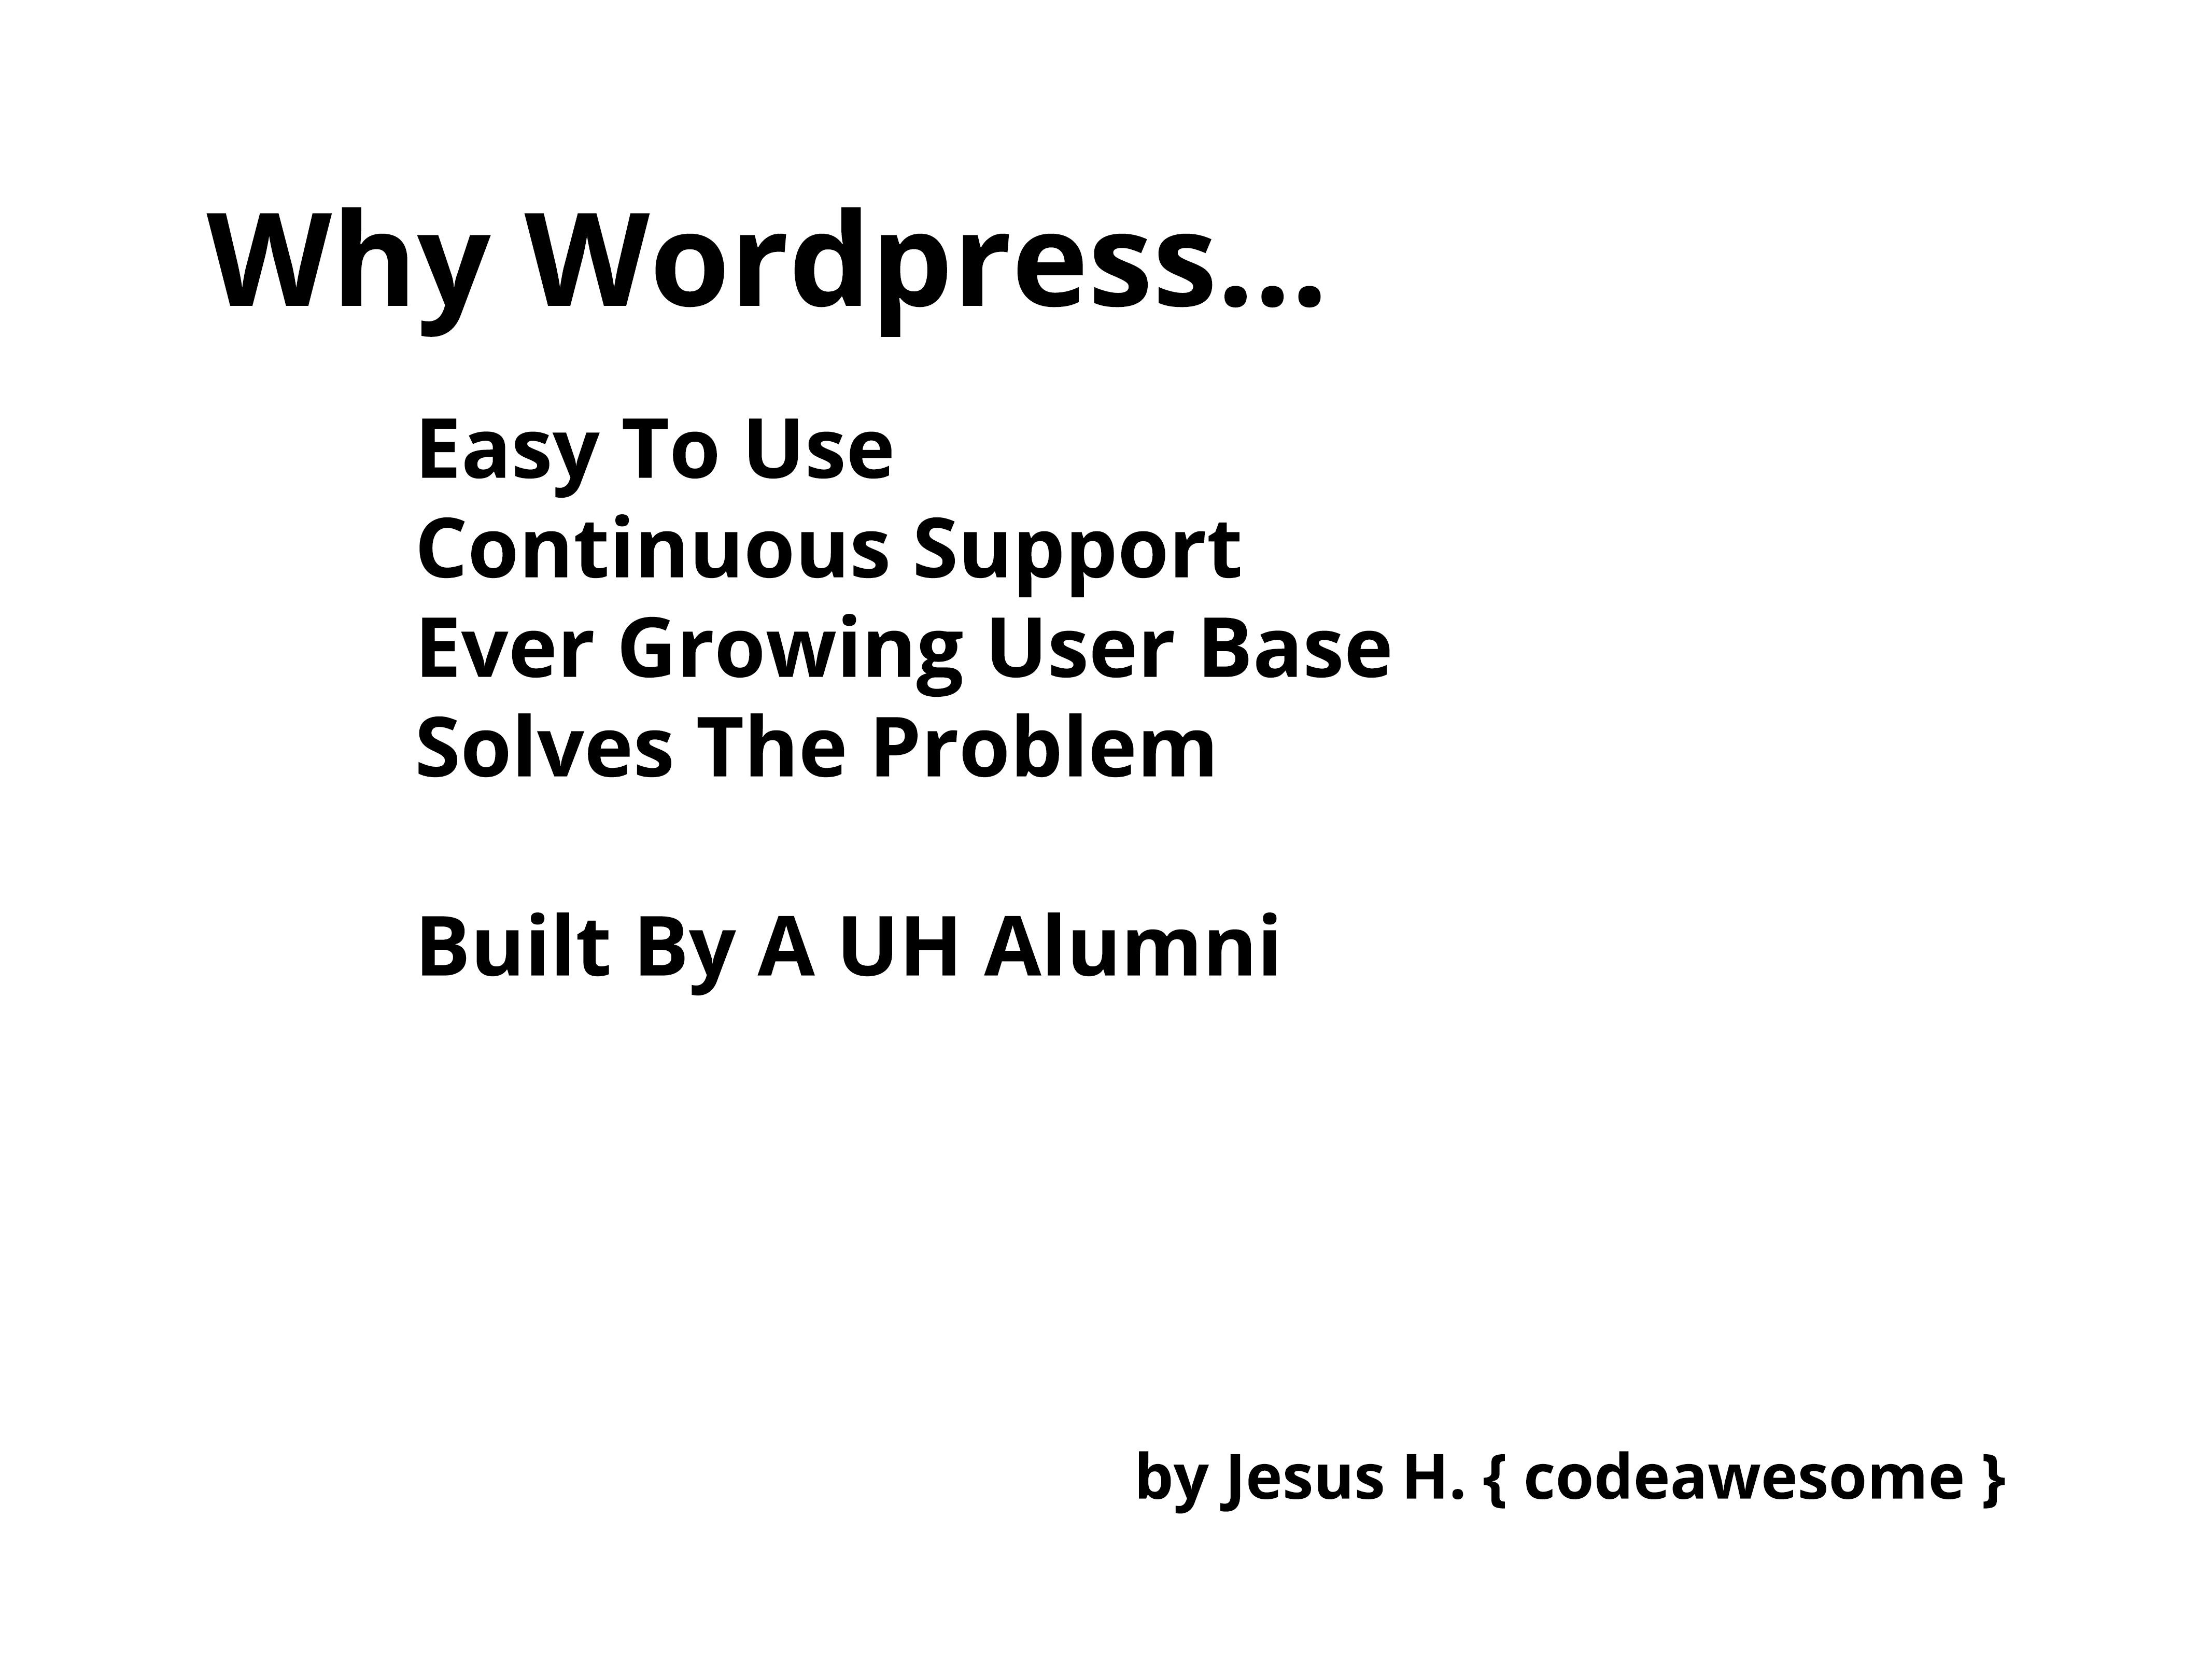 Why Wordpress...
Easy To Use
Continuous Support
Ever Growing User Base
Solves The Problem
Built By A UH Alumni
by Jesus H. { codeawesome }